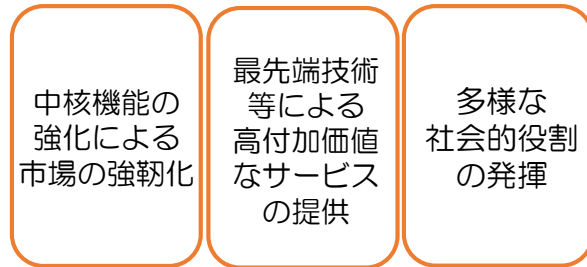 中核機能の
強化による
市場の強靭化
最先端技術
等による
高付加価値
なサービス
の提供
多様な
社会的役割
の発揮